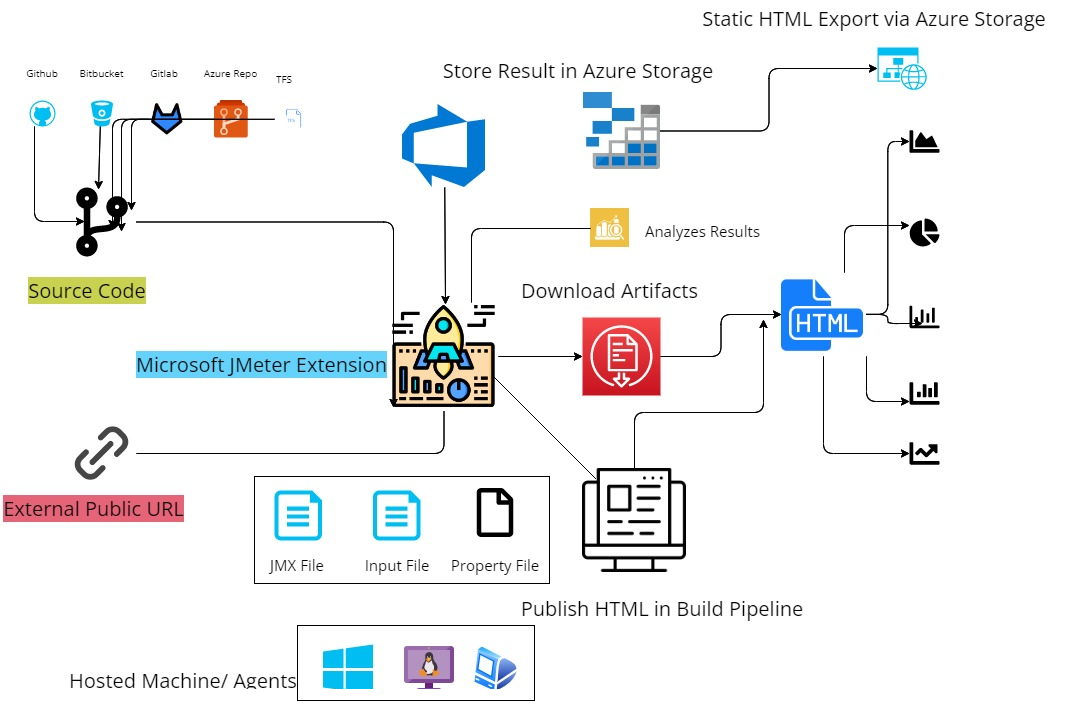 Static HTML Export via Azure Storage
Github
Bitbucket
Gitlab
Azure Repo
TFS
Store Result in Azure Storage
Analyzes Results
Source Code
Download Artifacts
HTML
Microsoft JMeter Extension
External Public URL
JMX File
Input File
Property File
Publish HTML in Build Pipeline
Hosted Machine/ Agents